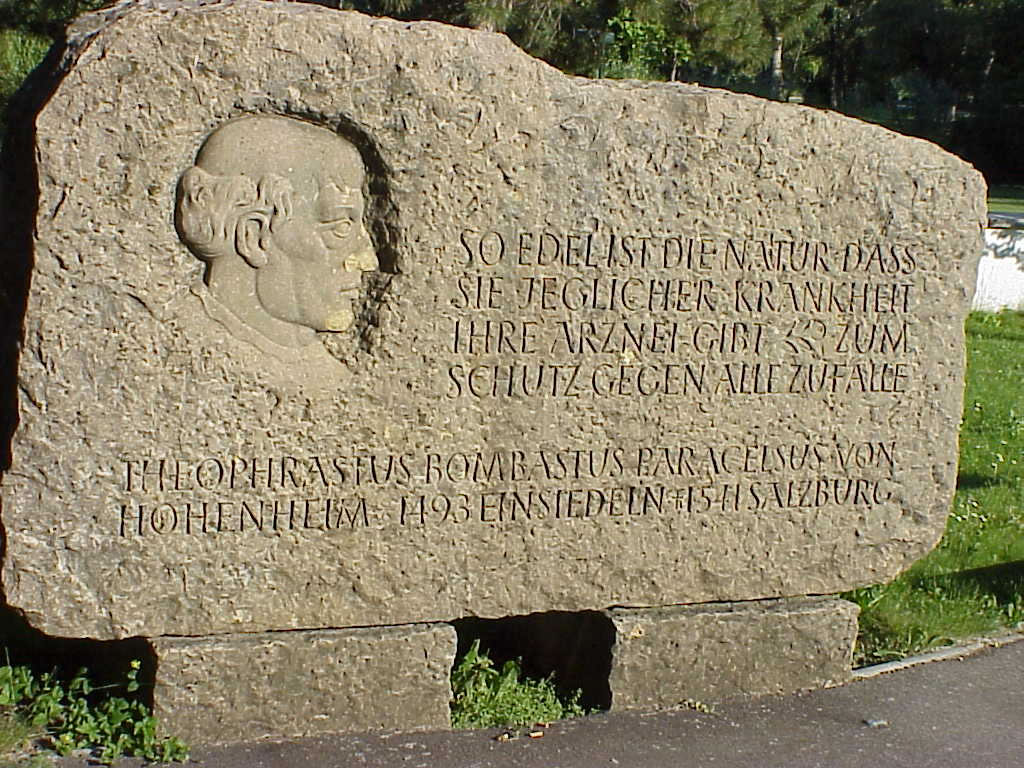 SO EDEL IST DIE NATUR DASS
SIE JEGLICHER KRANKHEIT
IHRE ARZNEI GIBT ZUM
SCHUTZ GEGEN ALLE ZUFÄLLE
THEOPHRASTUS BOMBASTUS PARACELSUS VON
HOHENHEIM * 1493 EINSIEDELN + 1541 SALZBURG